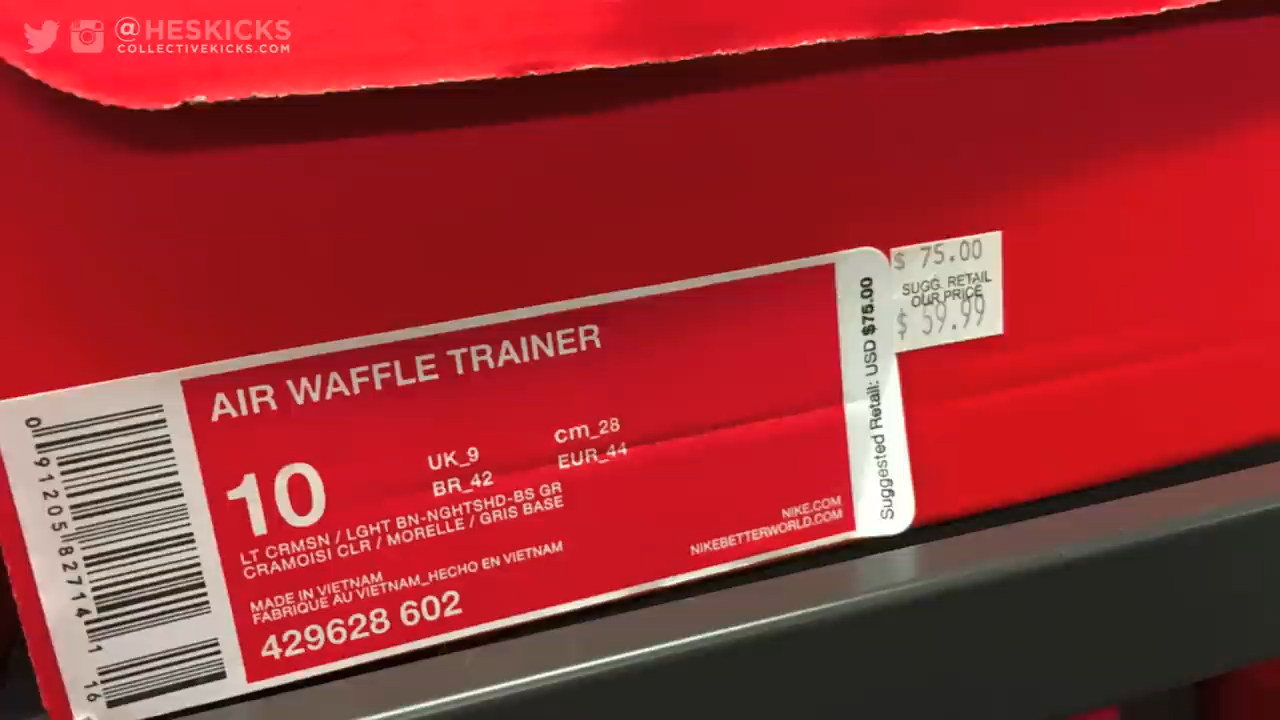 @HESKICKS
COLLECTIVEKICKS.COM
$ 75.00
SUGG. RETAIL
OUR PRICE
$ 59.99
Suggested Retail: USD $75.00
AIR WAFFLE TRAINER
10
UK_9
cm_28
BR_42
EUR_44
LT CRMSN / LGHT BN-NGHTSHD-BS GR
CRAMOISI CLR / MORELLE / GRIS BASE
NIKE.COM
NIKEBETTERWORLD.COM
MADE IN VIETNAM
FABRIQUE AU VIETNAM_HECHO EN VIETNAM
429628 602
0 91205 82714 1 16